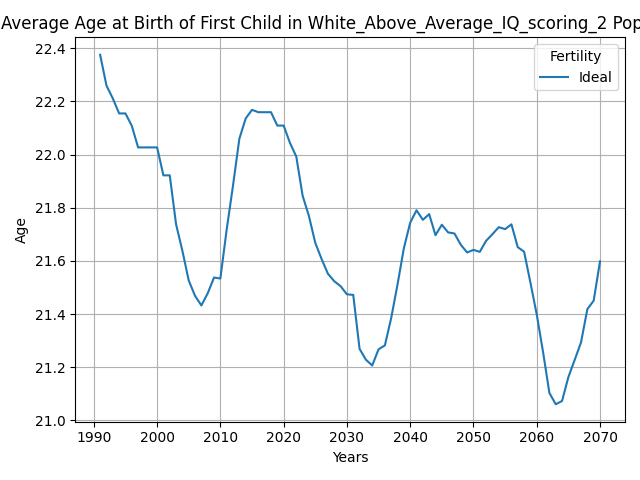 Average Age at Birth of First Child in White_Above_Average_IQ_scoring_2 Pop
Fertility
Ideal
22.4
22.2
22.0
21.8
21.6
21.4
21.2
21.0
Age
1990 2000 2010 2020 2030 2040 2050 2060 2070
Years